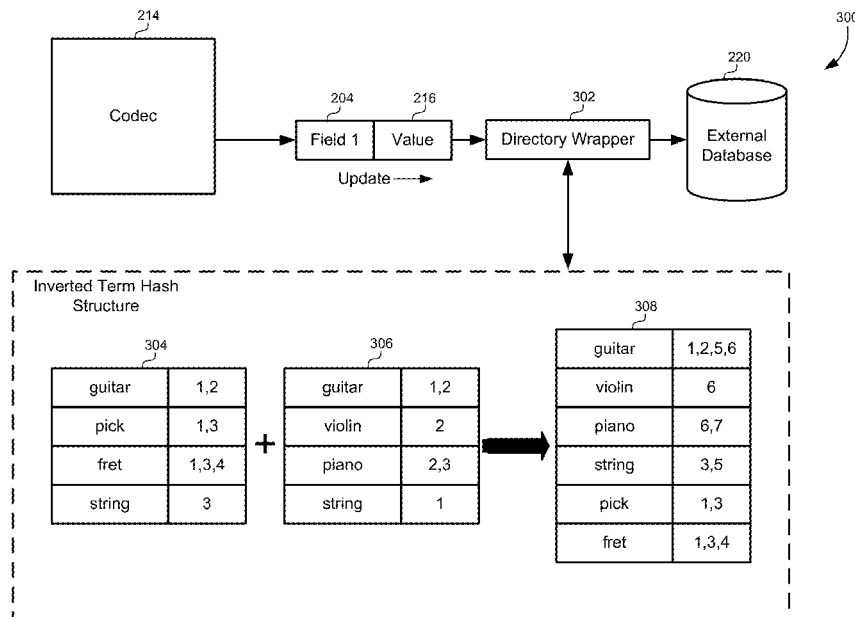 300
214
Codec
204
216
Field 1
Value
Update
302
Directory Wrapper
220
External
Database
Inverted Term Hash
Structure
304
guitar 1,2
pick 1,3
fret 1,3,4
string 3
+
306
guitar 1,2
violin 2
piano 2,3
string 1
308
guitar 1,2,5,6
violin 6
piano 6,7
string 3,5
pick 1,3
fret 1,3,4